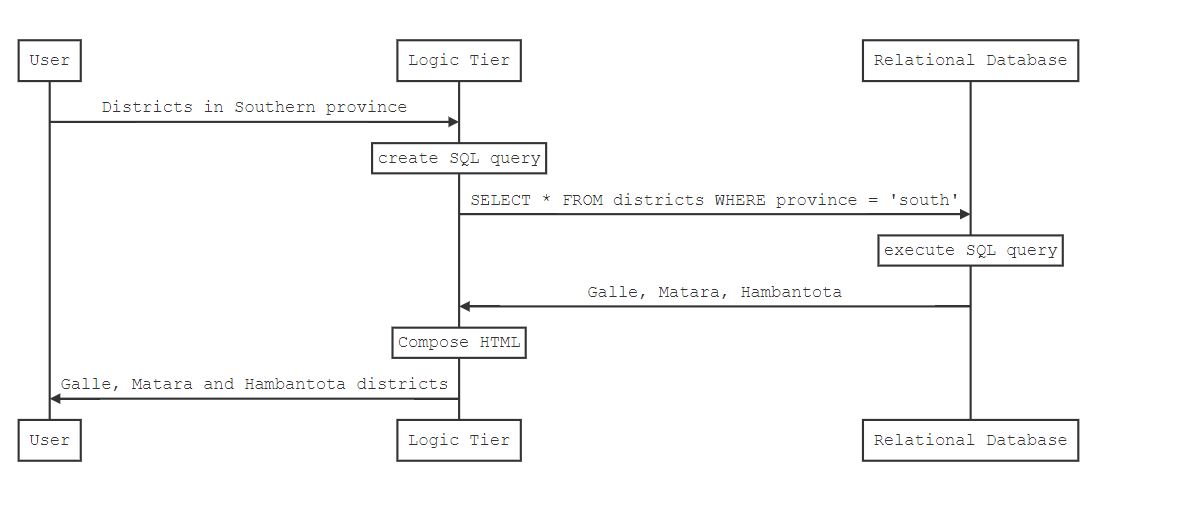 User
Logic Tier
Relational Database
Districts in Southern province
create SQL query
SELECT * FROM districts WHERE province = 'south'
execute SQL query
Galle, Matara, Hambantota
Compose HTML
Galle, Matara and Hambantota districts
User
Logic Tier
Relational Database